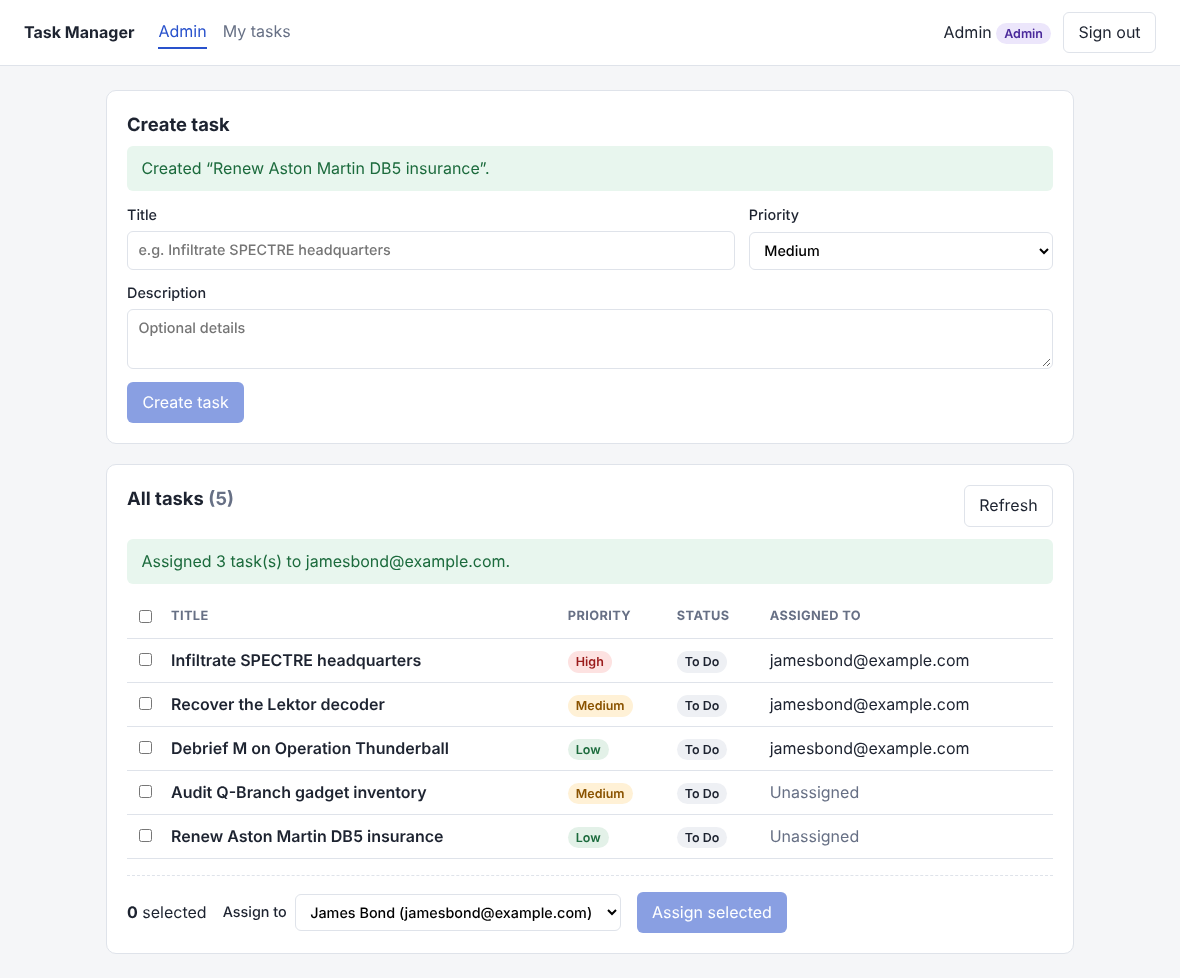 Task Manager Admin My tasks Admin Admin Sign out
Create task
Created “Renew Aston Martin DB5 insurance”.
Title Priority
e.g. Infiltrate SPECTRE headquarters Medium
Description
Optional details
Create task
All tasks (5) Refresh
Assigned 3 task(s) to jamesbond@example.com.
TITLE PRIORITY STATUS ASSIGNED TO
Infiltrate SPECTRE headquarters High To Do jamesbond@example.com
Recover the Lektor decoder Medium To Do jamesbond@example.com
Debrief M on Operation Thunderball Low To Do jamesbond@example.com
Audit Q-Branch gadget inventory Medium To Do Unassigned
Renew Aston Martin DB5 insurance Low To Do Unassigned
0 selected Assign to James Bond (jamesbond@example.com) Assign selected